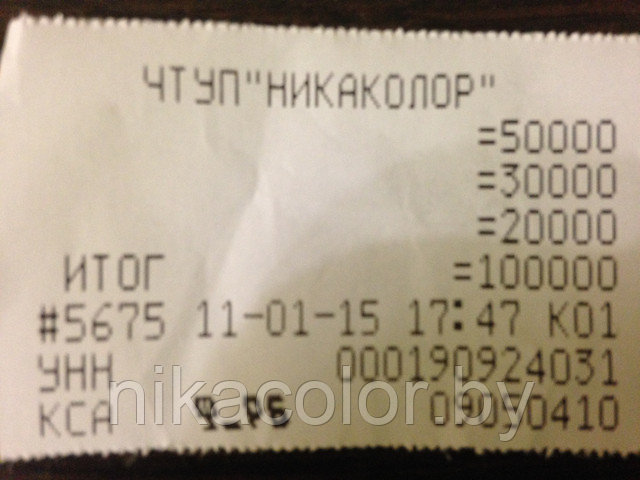 ЧТУП"НИКАКОЛОР"
=50000
=30000
=20000
ИТОГ =100000
#5675 11-01-15 17:47 К01
УНН 000190924031
КСА 09050410
nikacolor.by